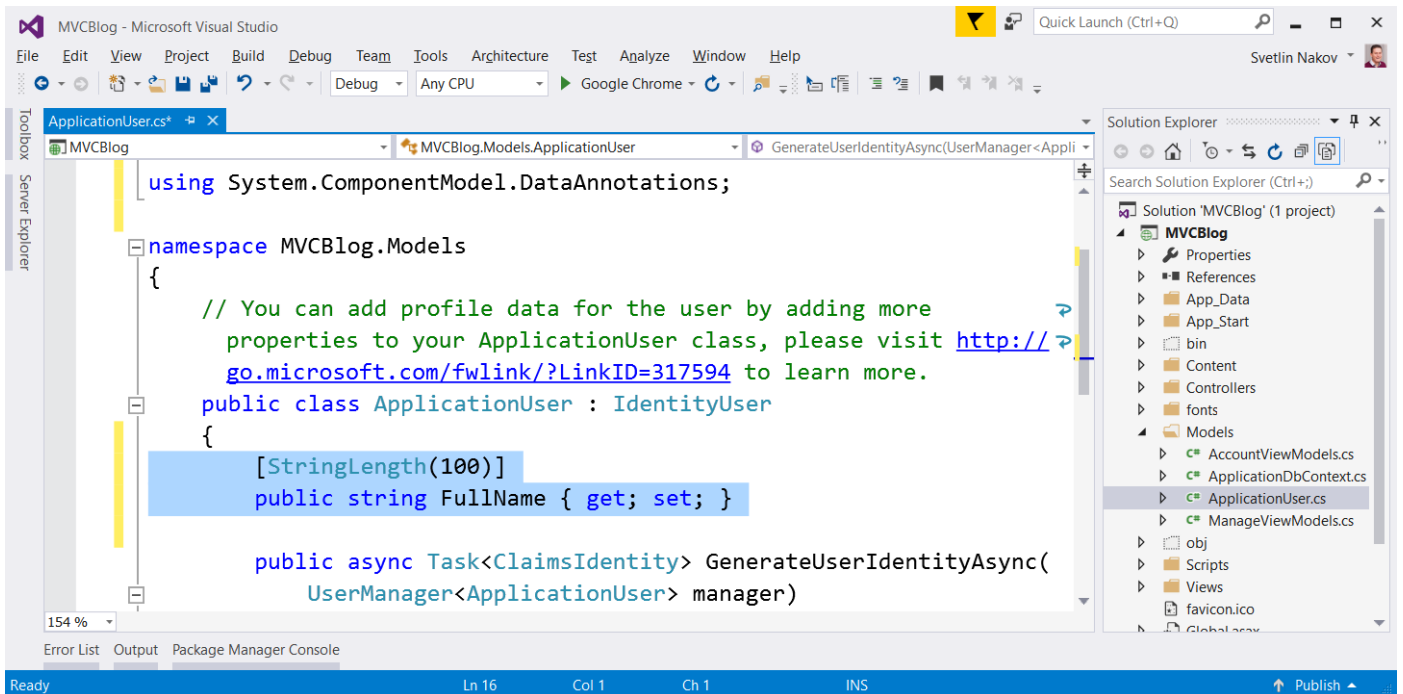 MVCBlog - Microsoft Visual Studio
Quick Launch (Ctrl+Q)
File Edit View Project Build Debug Team Tools Architecture Test Analyze Window Help
Svetlin Nakov
Debug Any CPU Google Chrome
Toolbox
Server Explorer
ApplicationUser.cs*
MVCBlog MVCBlog.Models.ApplicationUser GenerateUserIdentityAsync(UserManager<Appli
using System.ComponentModel.DataAnnotations;
namespace MVCBlog.Models
{
// You can add profile data for the user by adding more
properties to your ApplicationUser class, please visit http://
go.microsoft.com/fwlink/?LinkID=317594 to learn more.
public class ApplicationUser : IdentityUser
{
[StringLength(100)]
public string FullName { get; set; }
public async Task<ClaimsIdentity> GenerateUserIdentityAsync(
UserManager<ApplicationUser> manager)
154 %
Solution Explorer
Search Solution Explorer (Ctrl+;)
Solution 'MVCBlog' (1 project)
MVCBlog
Properties
References
App_Data
App_Start
bin
Content
Controllers
fonts
Models
C# AccountViewModels.cs
C# ApplicationDbContext.cs
C# ApplicationUser.cs
C# ManageViewModels.cs
obj
Scripts
Views
favicon.ico
Global.asax
Error List Output Package Manager Console
Ready Ln 16 Col 1 Ch 1 INS Publish